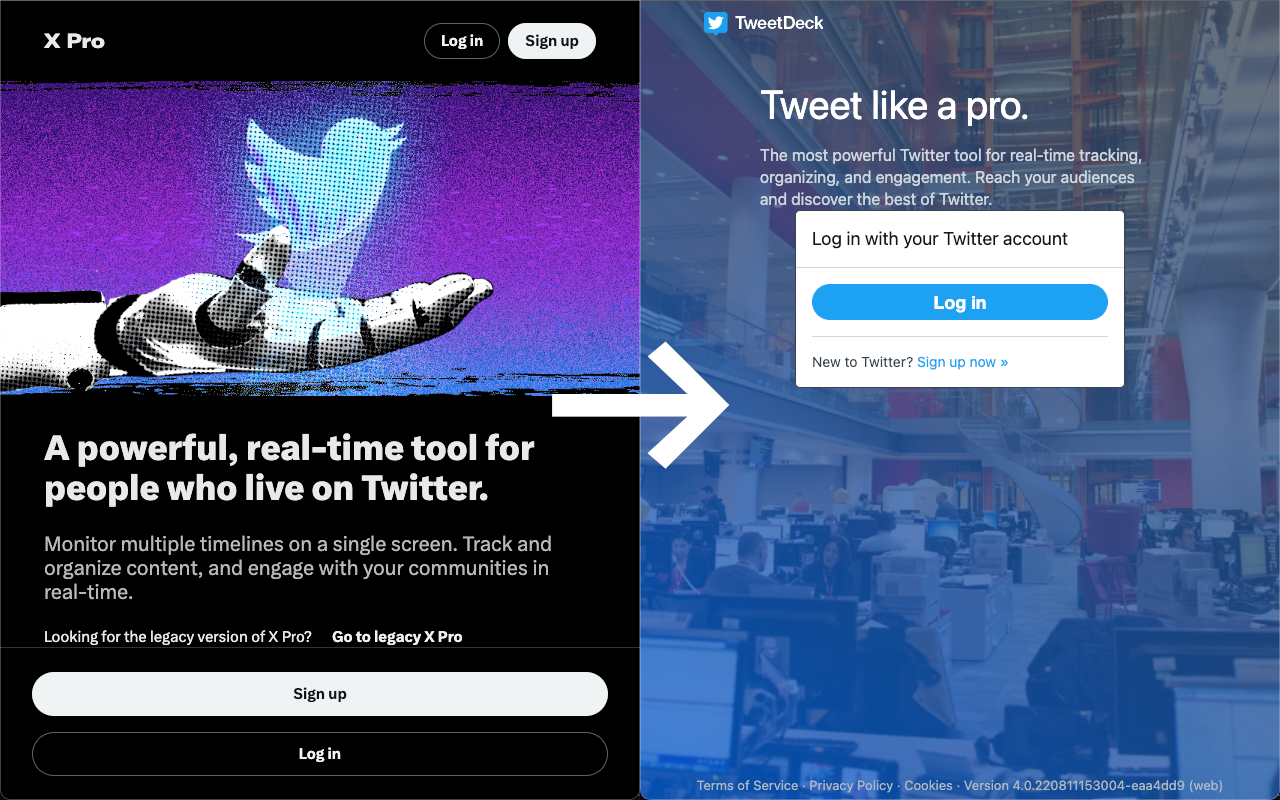 X Pro
Log in
Sign up
A powerful, real-time tool for
people who live on Twitter.
Monitor multiple timelines on a single screen. Track and
organize content, and engage with your communities in
real-time.
Looking for the legacy version of X Pro? Go to legacy X Pro
Sign up
Log in
TweetDeck
Tweet like a pro.
The most powerful Twitter tool for real-time tracking,
organizing, and engagement. Reach your audiences
and discover the best of Twitter.
Log in with your Twitter account
Log in
New to Twitter? Sign up now »
Terms of Service · Privacy Policy · Cookies · Version 4.0.220811153004-eaa4dd9 (web)